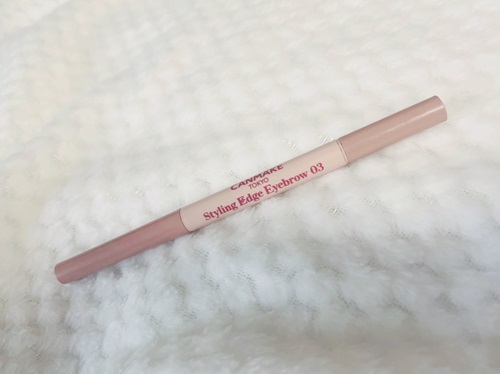 CANMAKE
TOKYO
Styling Edge Eyebrow 03